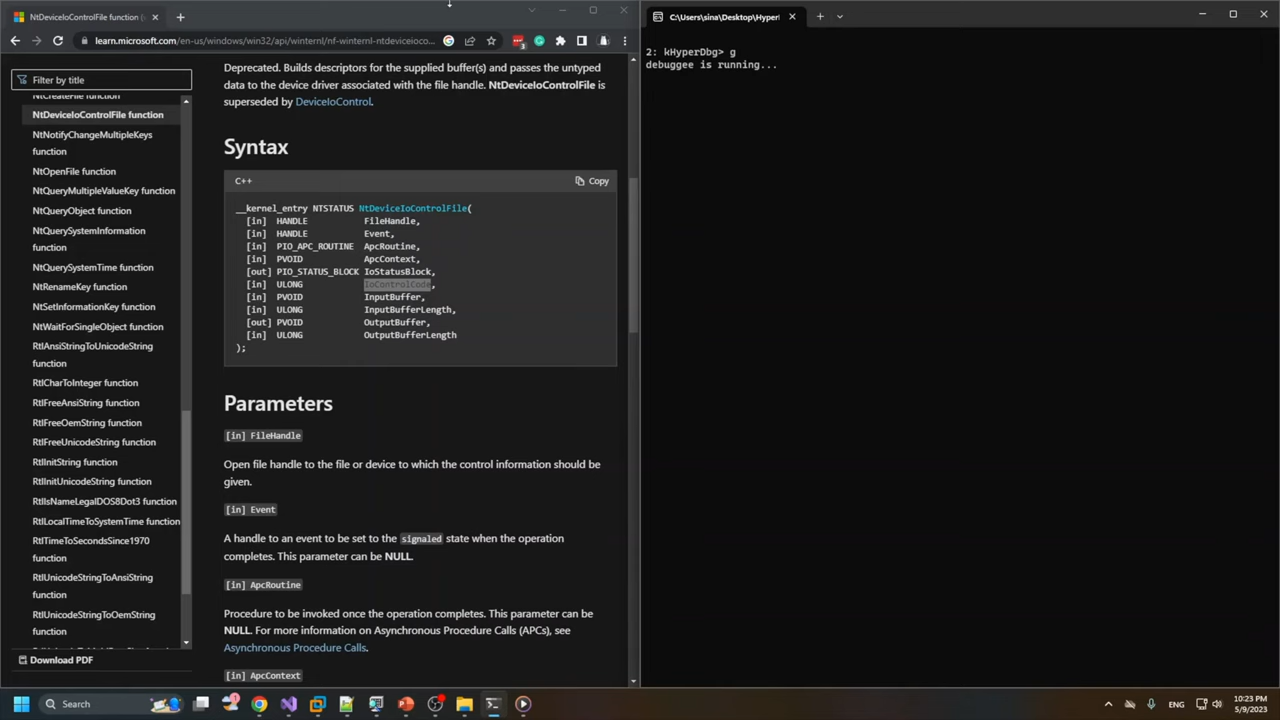 NtDeviceIoControlFile function (
learn.microsoft.com/en-us/windows/win32/api/winternl/nf-winternl-ntdeviceioco...
Filter by title
NtCreateFile function
NtDeviceIoControlFile function
NtNotifyChangeMultipleKeys
function
NtOpenFile function
NtQueryMultipleValueKey function
NtQueryObject function
NtQuerySystemInformation
function
NtQuerySystemTime function
NtRenameKey function
NtSetInformationKey function
NtWaitForSingleObject function
RtlAnsiStringToUnicodeString
function
RtlCharToInteger function
RtlFreeAnsiString function
RtlFreeOemString function
RtlFreeUnicodeString function
RtlInitString function
RtlInitUnicodeString function
RtlIsNameLegalDOS8Dot3 function
RtlLocalTimeToSystemTime function
RtlTimeToSecondsSince1970
function
RtlUnicodeStringToAnsiString
function
RtlUnicodeStringToOemString
function
Download PDF
Deprecated. Builds descriptors for the supplied buffer(s) and passes the untyped
data to the device driver associated with the file handle. NtDeviceIoControlFile is
superseded by DeviceIoControl.
Syntax
C++
Copy
__kernel_entry NTSTATUS NtDeviceIoControlFile(
[in] HANDLE FileHandle,
[in] HANDLE Event,
[in] PIO_APC_ROUTINE ApcRoutine,
[in] PVOID ApcContext,
[out] PIO_STATUS_BLOCK IoStatusBlock,
[in] ULONG IoControlCode,
[in] PVOID InputBuffer,
[in] ULONG InputBufferLength,
[out] PVOID OutputBuffer,
[in] ULONG OutputBufferLength
);
Parameters
[in] FileHandle
Open file handle to the file or device to which the control information should be
given.
[in] Event
A handle to an event to be set to the signaled state when the operation
completes. This parameter can be NULL.
[in] ApcRoutine
Procedure to be invoked once the operation completes. This parameter can be
NULL. For more information on Asynchronous Procedure Calls (APCs), see
Asynchronous Procedure Calls.
[in] ApcContext
C:\Users\sina\Desktop\Hyper
2: kHyperDbg> g
debuggee is running...
Search
ENG
10:23 PM
5/9/2023